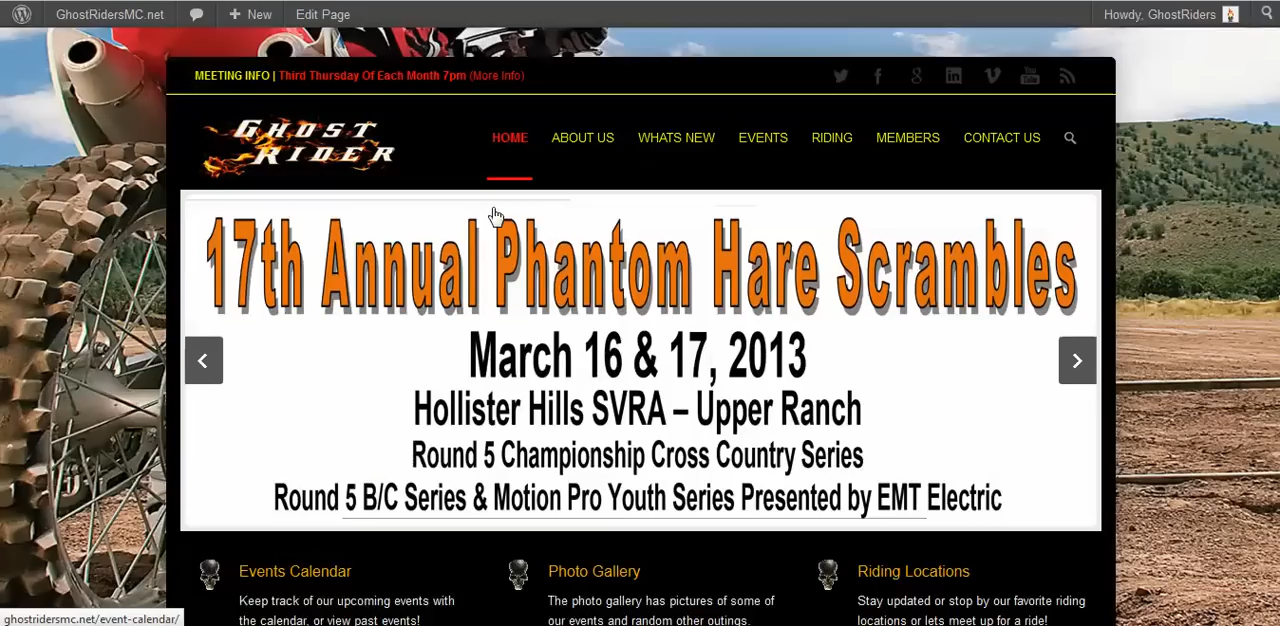 GhostRidersMC.net New Edit Page Howdy, GhostRiders
MEETING INFO | Third Thursday Of Each Month 7pm (More Info)
GHOST
RIDER
HOME ABOUT US WHATS NEW EVENTS RIDING MEMBERS CONTACT US
17th Annual Phantom Hare Scrambles
March 16 & 17, 2013
Hollister Hills SVRA – Upper Ranch
Round 5 Championship Cross Country Series
Round 5 B/C Series & Motion Pro Youth Series Presented by EMT Electric
Events Calendar
Keep track of our upcoming events with
the calendar, or view past events!
Photo Gallery
The photo gallery has pictures of some of
our events and random other outings.
Riding Locations
Stay updated or stop by our favorite riding
locations or lets meet up for a ride!
ghostridersmc.net/event-calendar/